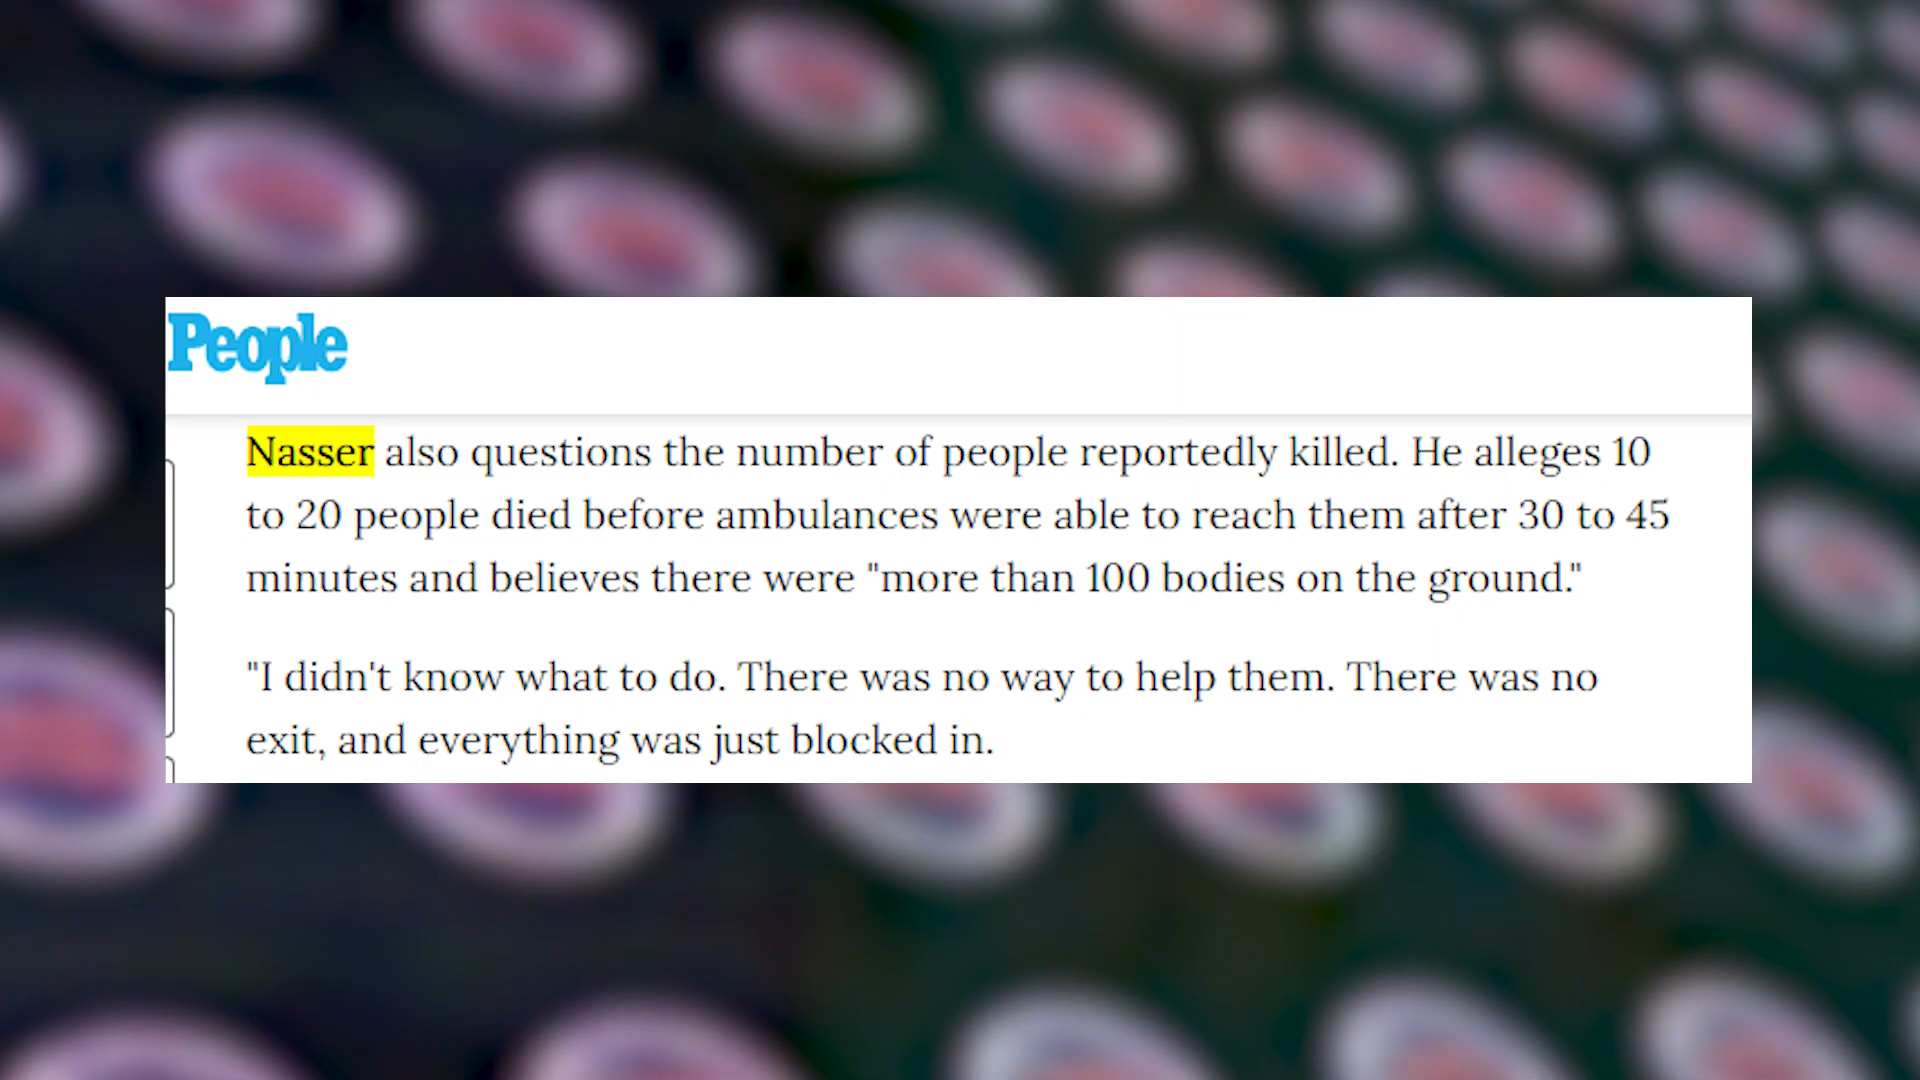 People
Nasser also questions the number of people reportedly killed. He alleges 10
to 20 people died before ambulances were able to reach them after 30 to 45
minutes and believes there were "more than 100 bodies on the ground."
"I didn't know what to do. There was no way to help them. There was no
exit, and everything was just blocked in.